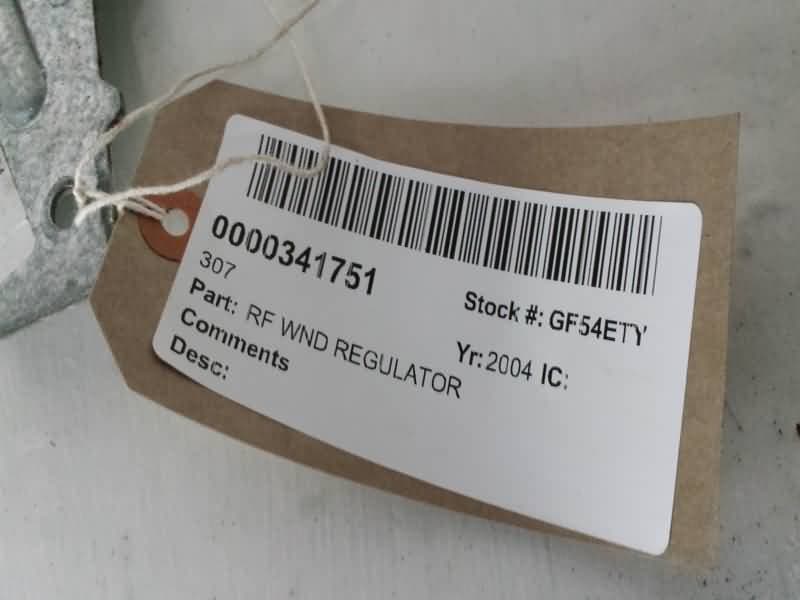 0000341751
307
Stock #: GF54ETY
Part: RF WND REGULATOR
Yr: 2004 IC:
Comments
Desc: